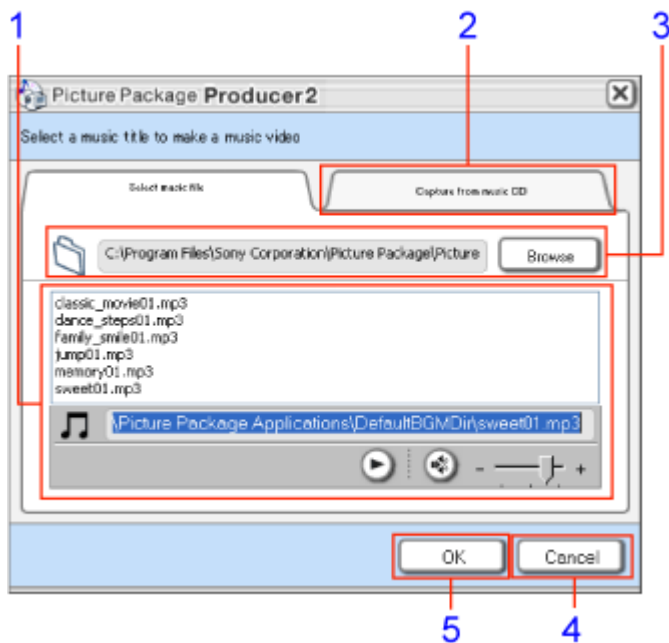 1 2 3
Picture Package Producer2
Select a music title to make a music video
Select music file Capture from music CD
C:\Program Files\Sony Corporation\Picture Package\Picture Browse
classic_movie01.mp3
dance_steps01.mp3
family_smile01.mp3
jump01.mp3
memory01.mp3
sweet01.mp3
\Picture Package Applications\DefaultBGMDir\sweet01.mp3
- +
OK Cancel
5 4